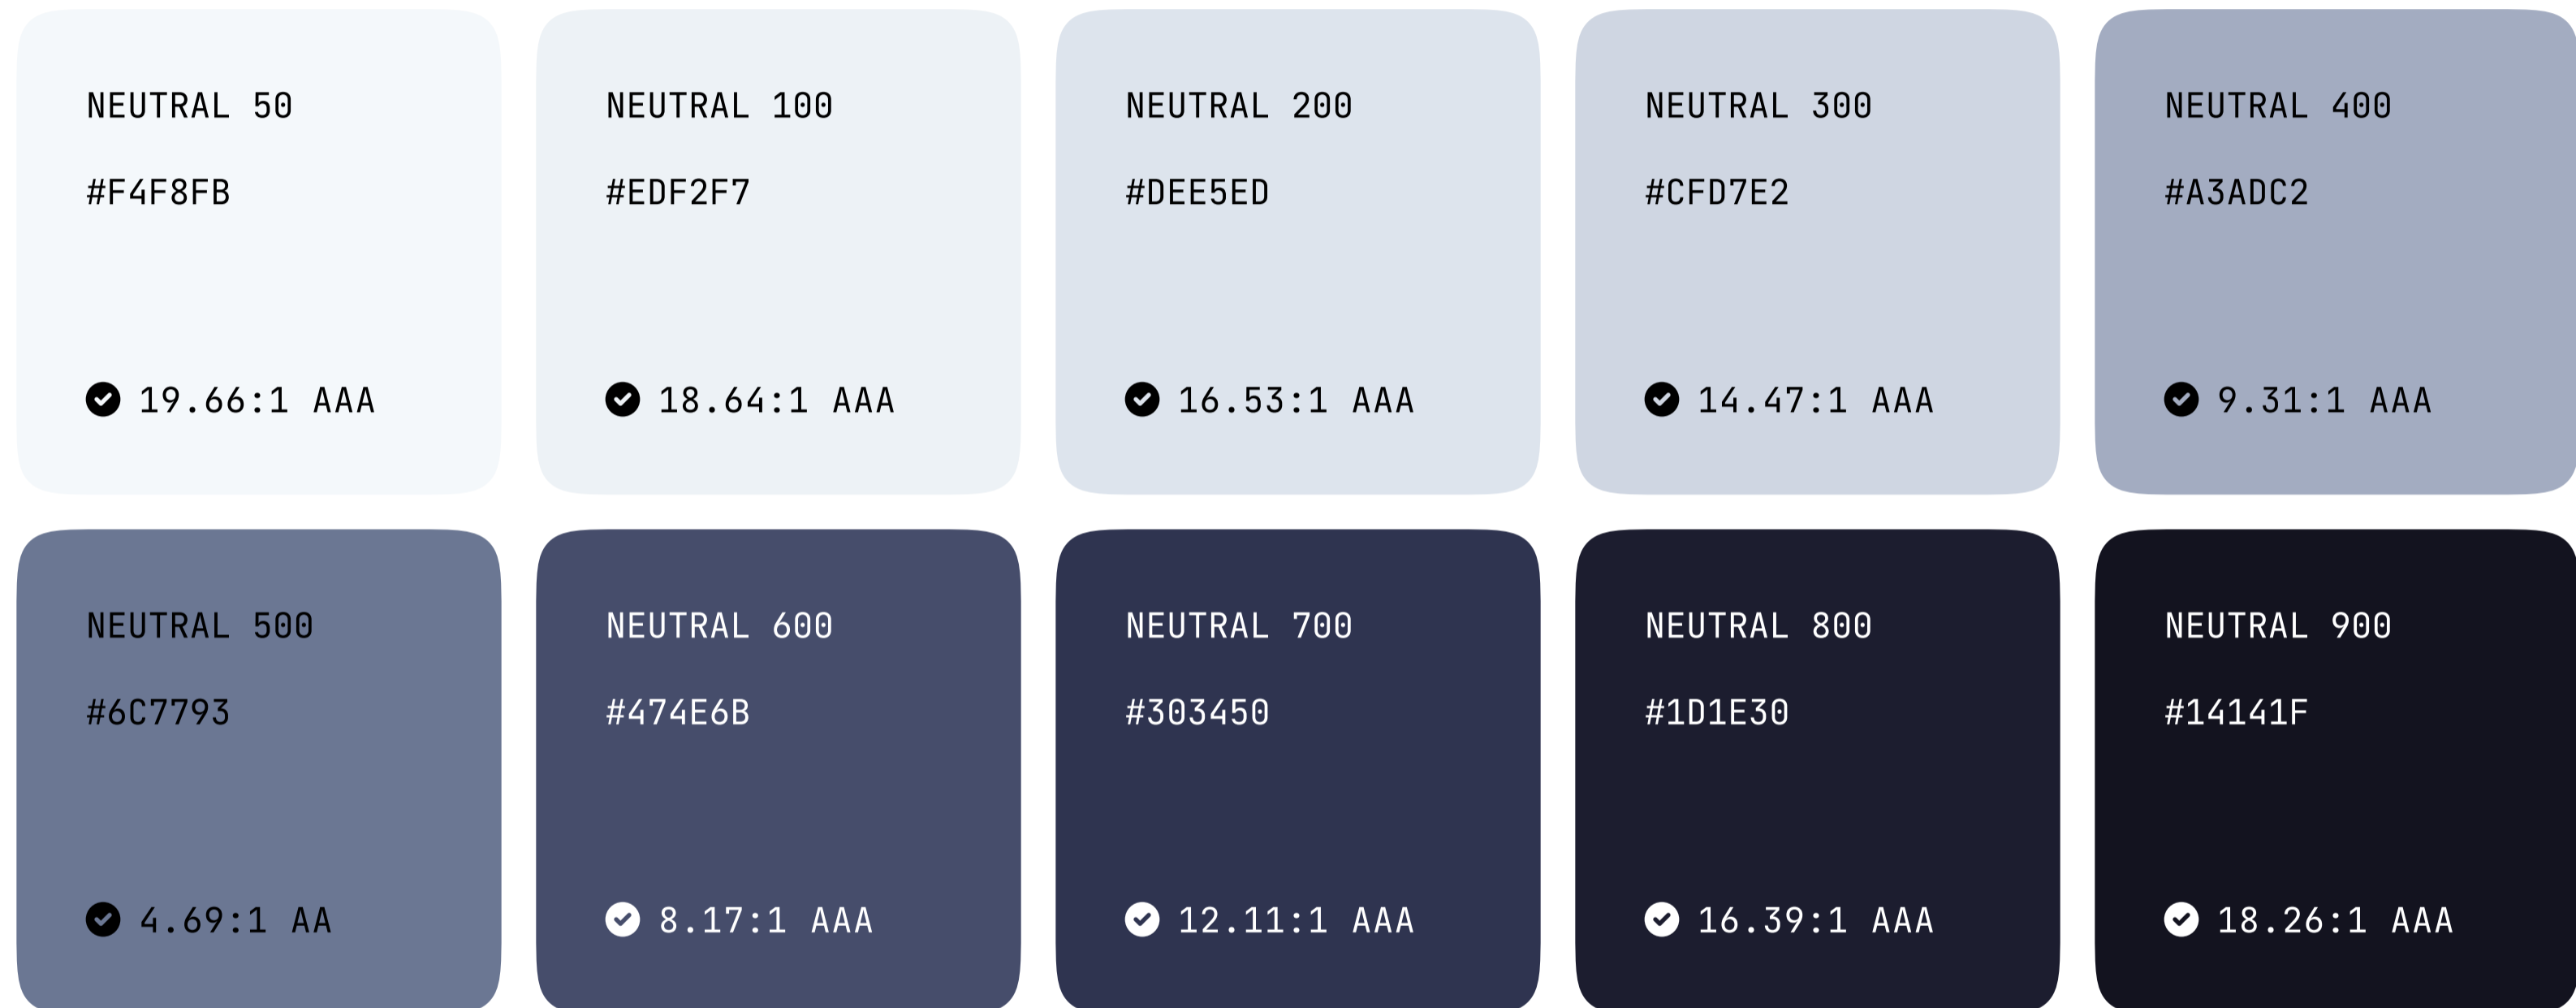 NEUTRAL 50
#F4F8FB
19.66:1 AAA
NEUTRAL 100
#EDF2F7
18.64:1 AAA
NEUTRAL 200
#DEE5ED
16.53:1 AAA
NEUTRAL 300
#CFD7E2
14.47:1 AAA
NEUTRAL 400
#A3ADC2
9.31:1 AAA
NEUTRAL 500
#6C7793
4.69:1 AA
NEUTRAL 600
#474E6B
8.17:1 AAA
NEUTRAL 700
#303450
12.11:1 AAA
NEUTRAL 800
#1D1E30
16.39:1 AAA
NEUTRAL 900
#14141F
18.26:1 AAA